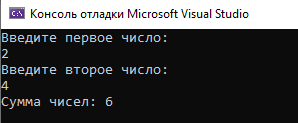 C:\
Консоль отладки Microsoft Visual Studio
Введите первое число:
2
Введите второе число:
4
Сумма чисел: 6